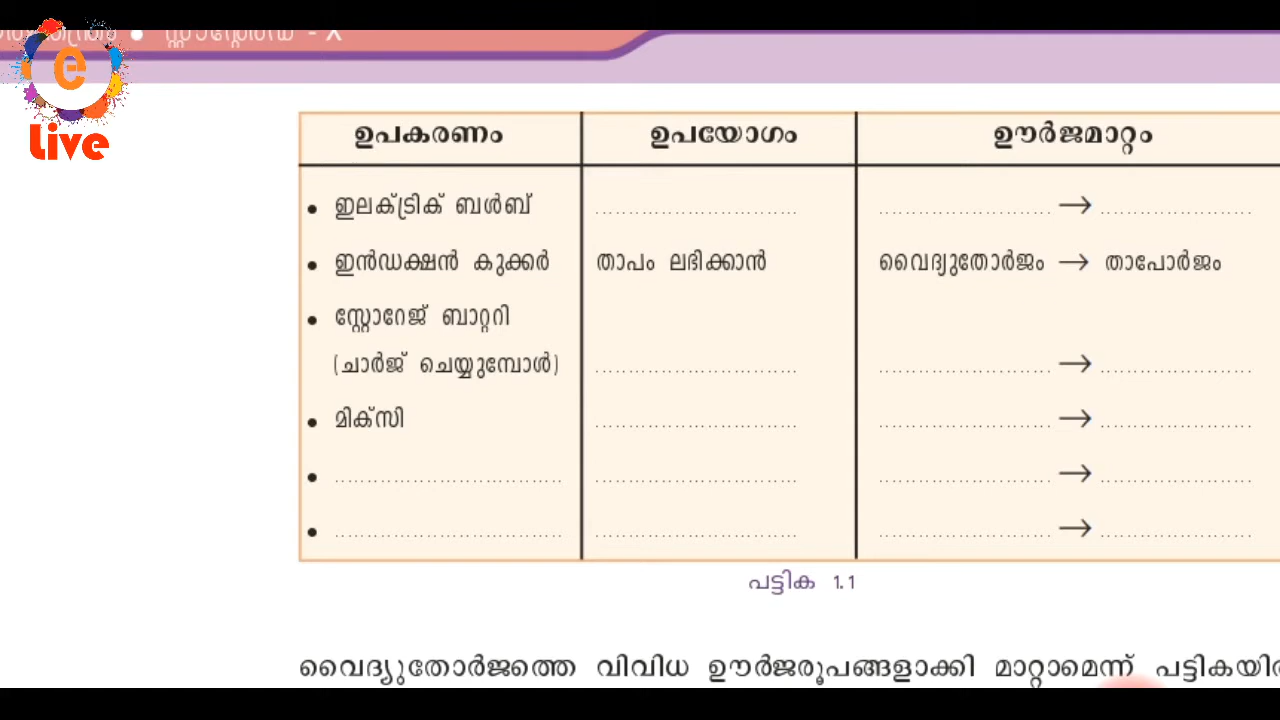 സ്റ്റാന്റേർഡ് - X
e
Live
ഉപകരണം ഉപയോഗം ഊർജമാറ്റം
• ഇലക്ട്രിക് ബൾബ് .......................... ...................... → ....................
• ഇൻഡക്ഷൻ കുക്കർ താപം ലഭിക്കാൻ വൈദ്യുതോർജം → താപോർജം
• സ്റ്റോറേജ് ബാറ്ററി
(ചാർജ് ചെയ്യുമ്പോൾ) .......................... ...................... → ....................
• മിക്സി .......................... ...................... → ....................
• .............................. .......................... ...................... → ....................
• .............................. .......................... ...................... → ....................
പട്ടിക 1.1
വൈദ്യുതോർജത്തെ വിവിധ ഊർജരൂപങ്ങളാക്കി മാറ്റാമെന്ന്